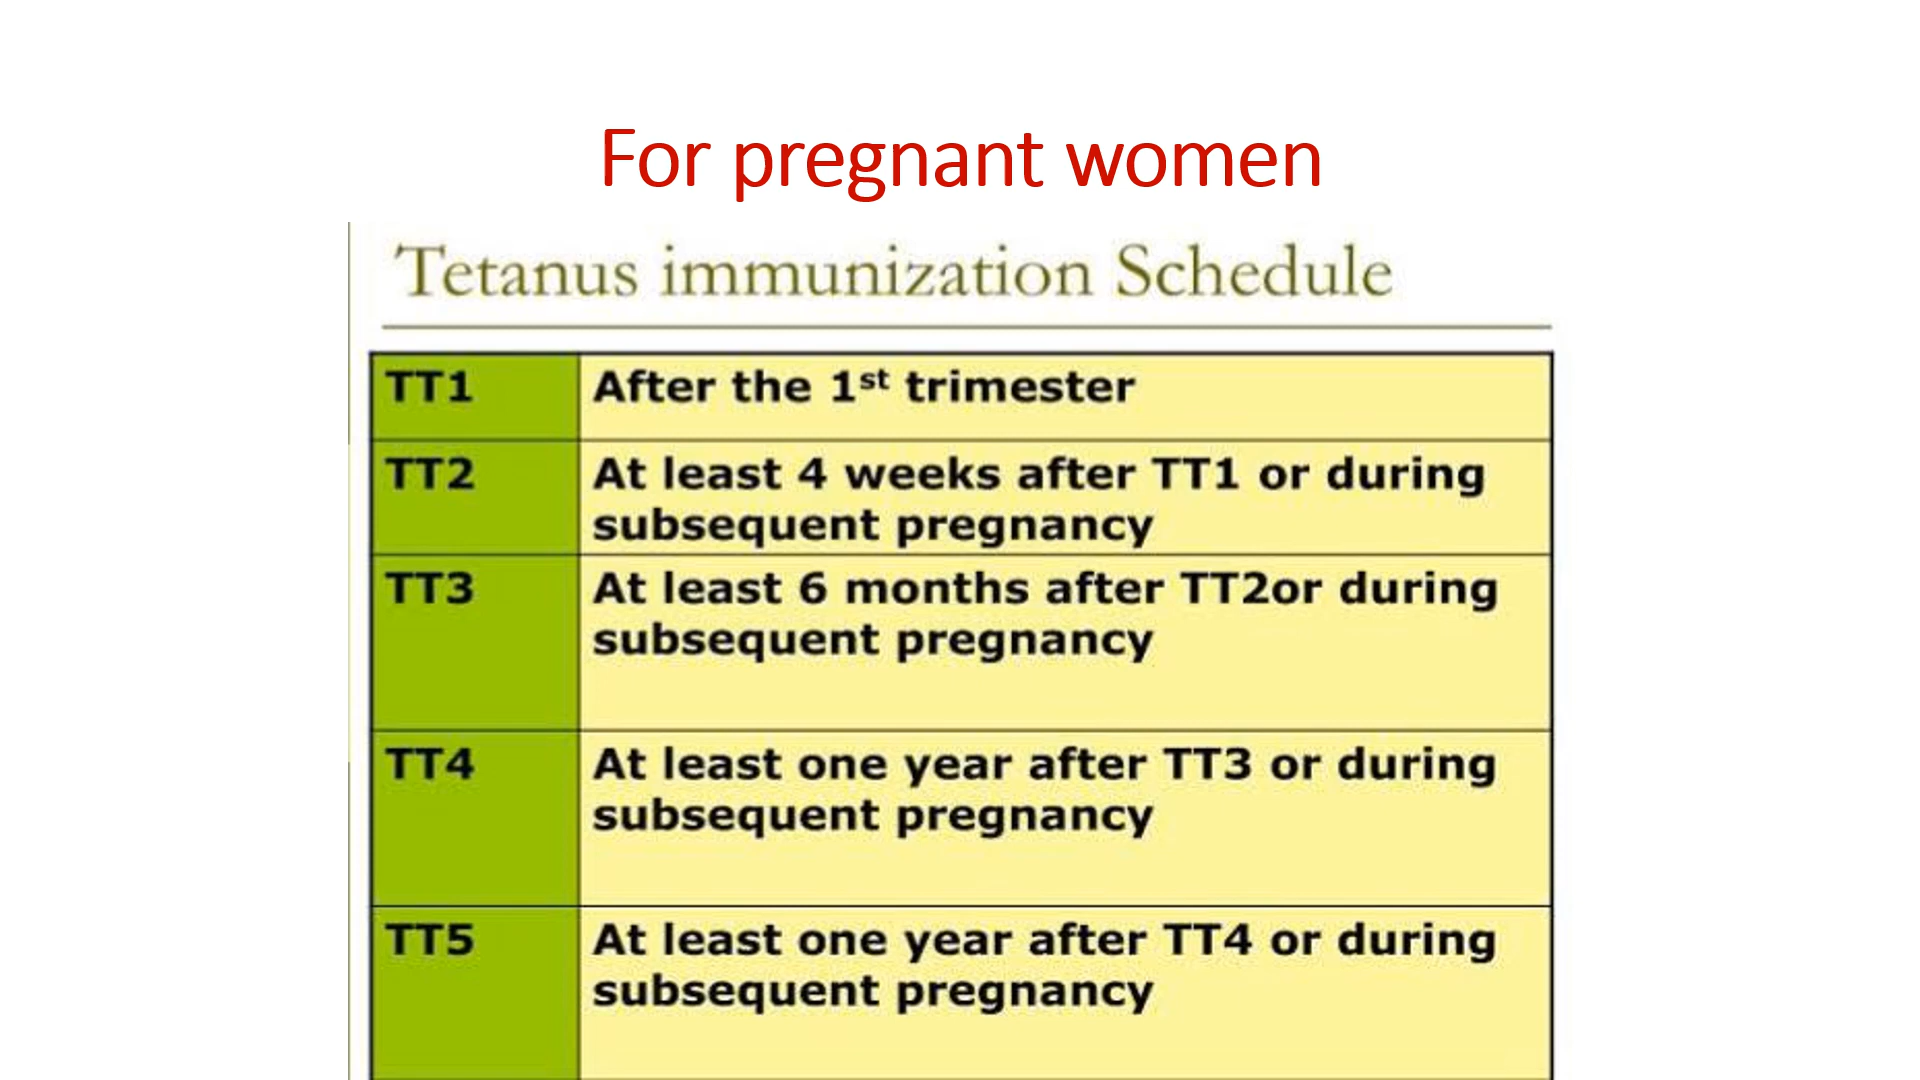 For pregnant women
Tetanus immunization Schedule
TT1
After the 1st trimester
TT2
At least 4 weeks after TT1 or during
subsequent pregnancy
TT3
At least 6 months after TT2or during
subsequent pregnancy
TT4
At least one year after TT3 or during
subsequent pregnancy
TT5
At least one year after TT4 or during
subsequent pregnancy